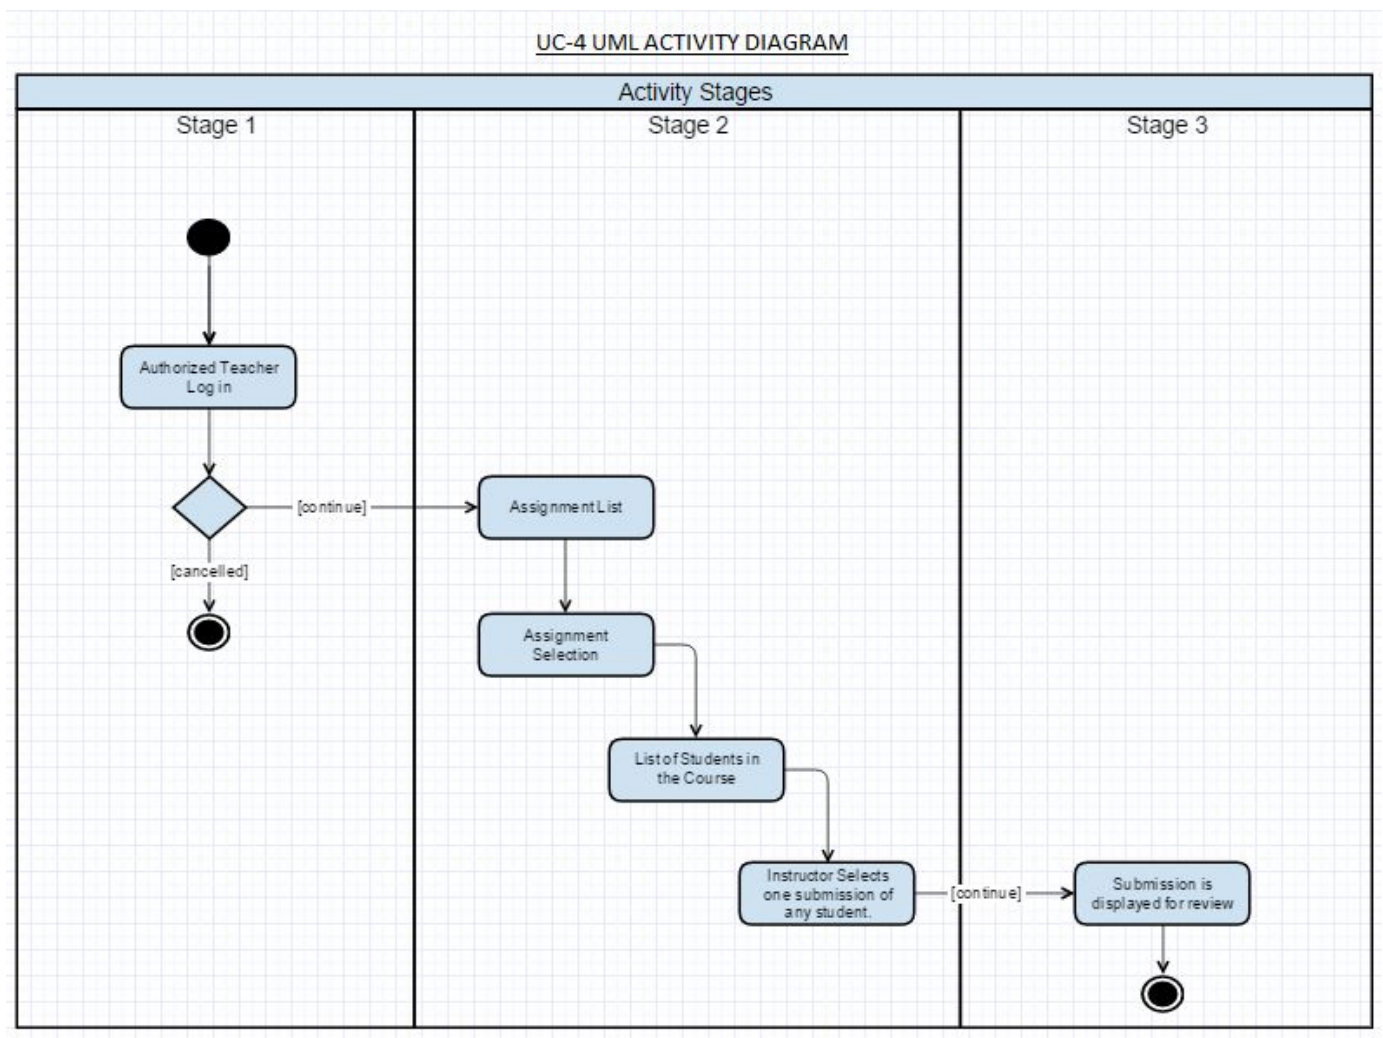 UC-4 UML ACTIVITY DIAGRAM
Activity Stages
Stage 1
Stage 2
Stage 3
Authorized Teacher
Log in
[continue]
Assignment List
[cancelled]
Assignment
Selection
List of Students in
the Course
Instructor Selects
one submission of
any student.
[continue]
Submission is
displayed for review